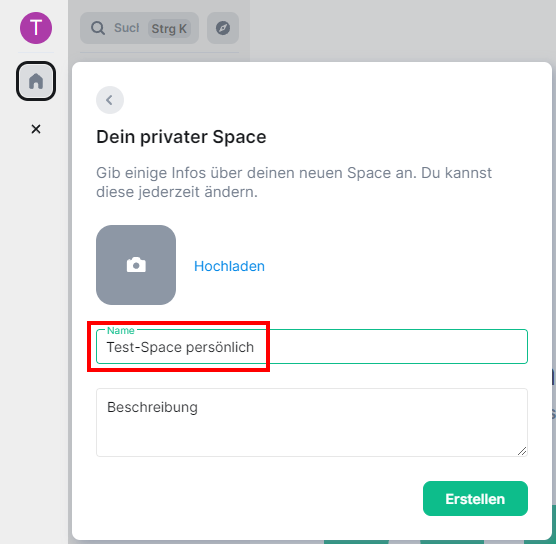 T
Sucl
Strg K
Dein privater Space
Gib einige Infos über deinen neuen Space an. Du kannst
diese jederzeit ändern.
Hochladen
Name
Test-Space persönlich
Beschreibung
Erstellen